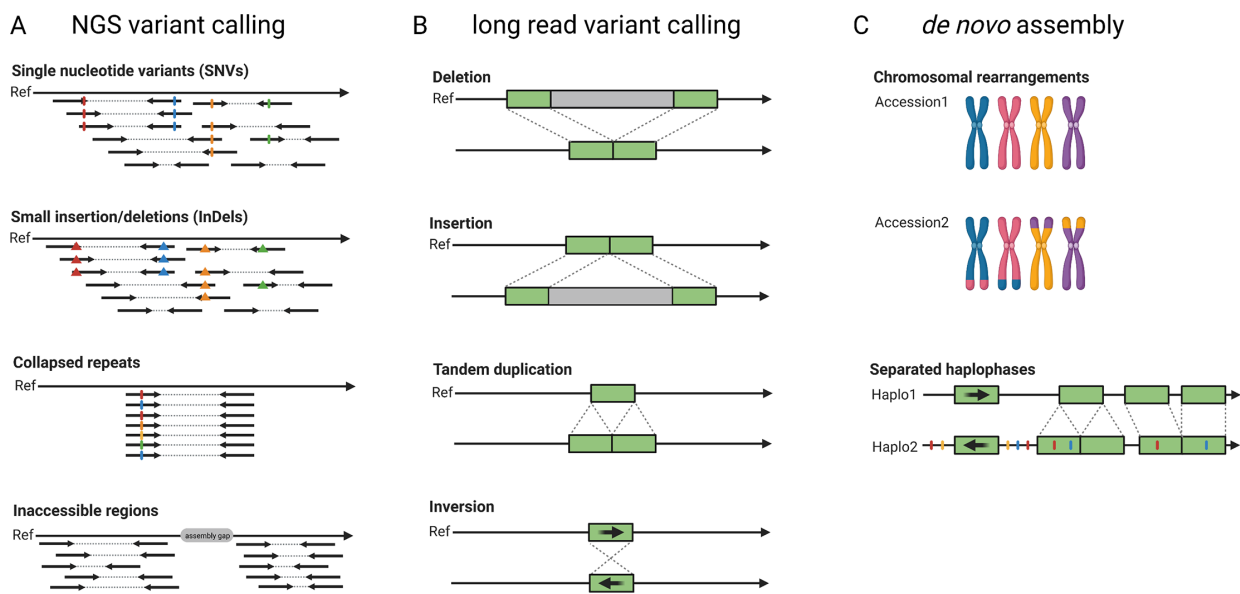 A NGS variant calling
Single nucleotide variants (SNVs)
Ref
Small insertion/deletions (InDels)
Ref
Collapsed repeats
Ref
Inaccessible regions
Ref
assembly gap
B long read variant calling
Deletion
Ref
Insertion
Ref
Tandem duplication
Ref
Inversion
Ref
C de novo assembly
Chromosomal rearrangements
Accession1
Accession2
Separated haplophases
Haplo1
Haplo2